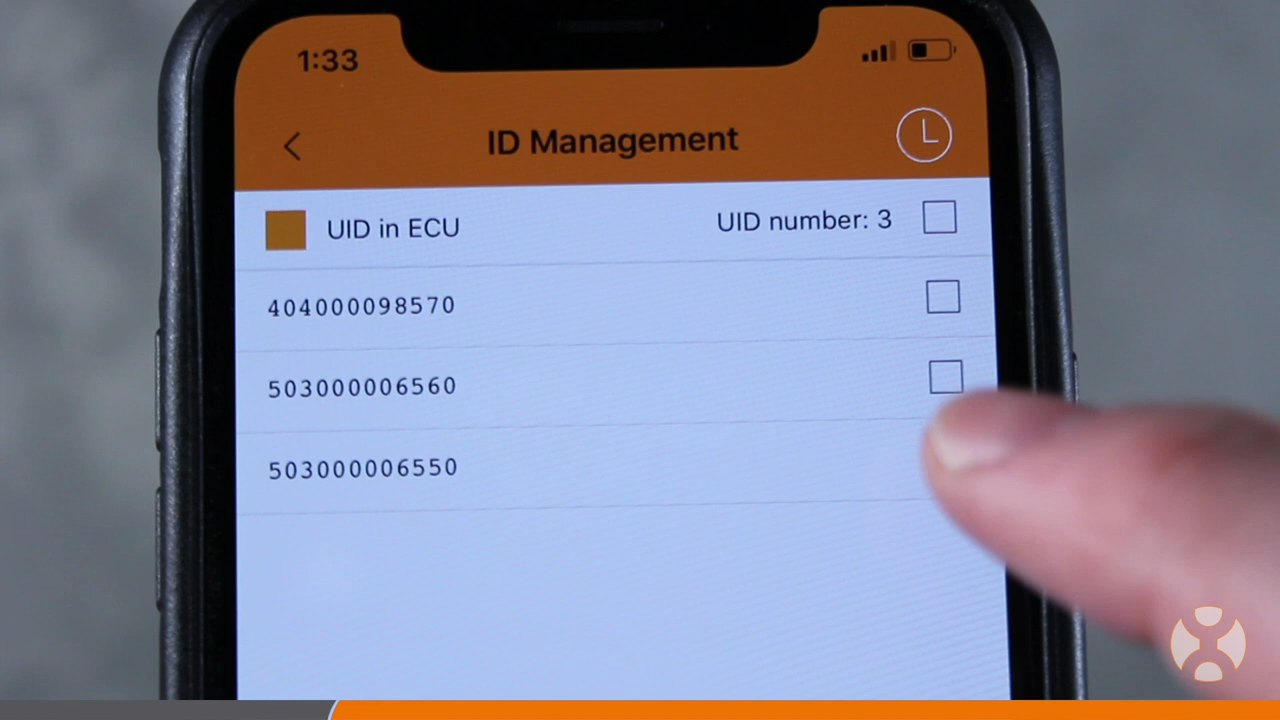 1:33
ID Management
UID in ECU UID number: 3
404000098570
503000006560
503000006550